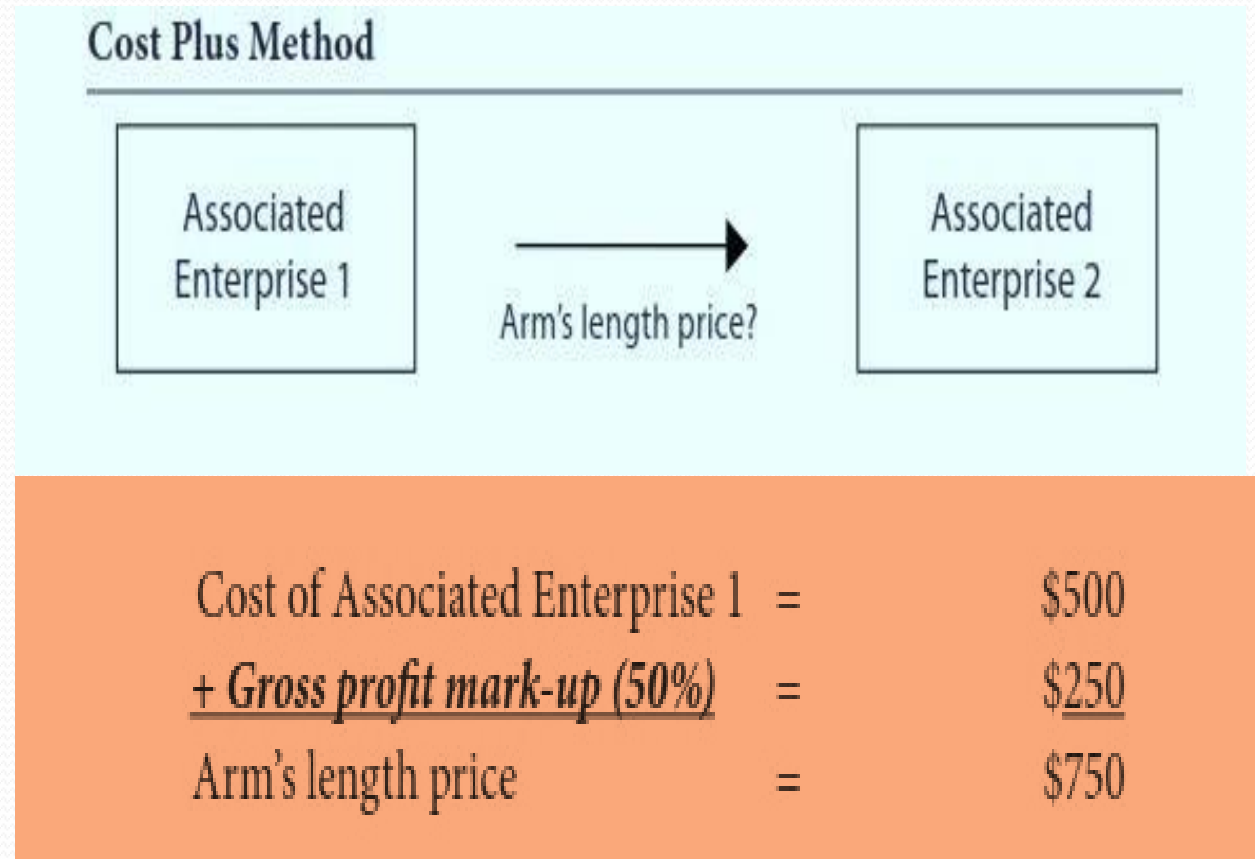 Cost Plus Method
Associated
Enterprise 1
Arm's length price?
Associated
Enterprise 2
Cost of Associated Enterprise 1 = $500
+ Gross profit mark-up (50%) = $250
Arm's length price = $750